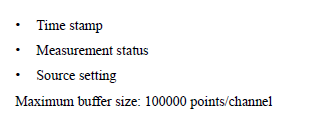 • Time stamp
• Measurement status
• Source setting
Maximum buffer size: 100000 points/channel